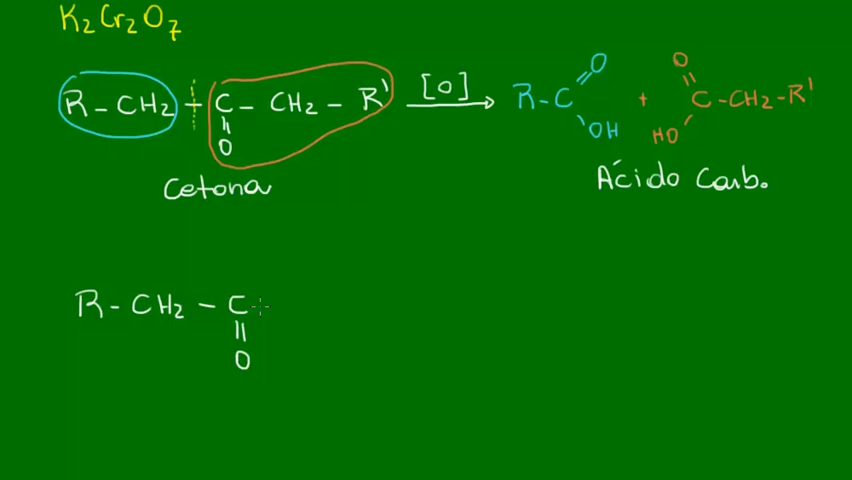 K₂Cr₂O₇
R - CH₂ + C - CH₂ - R' [O] → R - C = O OH + O = C - CH₂ - R' HO
|| 
O
Cetona Ácido Carb.
R - CH₂ - C
||
O